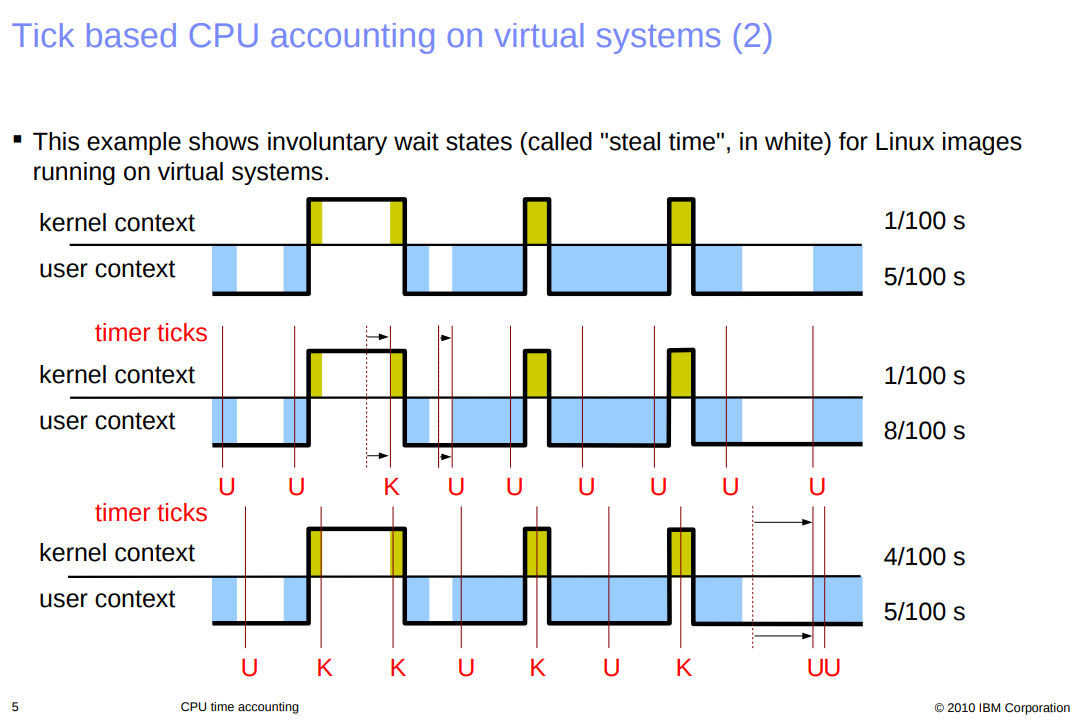 Tick based CPU accounting on virtual systems (2)
▪ This example shows involuntary wait states (called "steal time", in white) for Linux images
running on virtual systems.
kernel context 1/100 s
user context 5/100 s
timer ticks
kernel context 1/100 s
user context 8/100 s
U U K U U U U U U
timer ticks
kernel context 4/100 s
user context 5/100 s
U K K U K U K UU
5 CPU time accounting © 2010 IBM Corporation